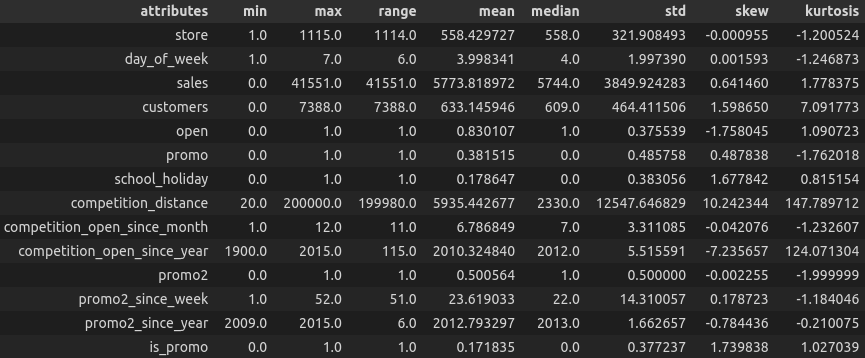 attributes min max range mean median std skew kurtosis
store 1.0 1115.0 1114.0 558.429727 558.0 321.908493 -0.000955 -1.200524
day_of_week 1.0 7.0 6.0 3.998341 4.0 1.997390 0.001593 -1.246873
sales 0.0 41551.0 41551.0 5773.818972 5744.0 3849.924283 0.641460 1.778375
customers 0.0 7388.0 7388.0 633.145946 609.0 464.411506 1.598650 7.091773
open 0.0 1.0 1.0 0.830107 1.0 0.375539 -1.758045 1.090723
promo 0.0 1.0 1.0 0.381515 0.0 0.485758 0.487838 -1.762018
school_holiday 0.0 1.0 1.0 0.178647 0.0 0.383056 1.677842 0.815154
competition_distance 20.0 200000.0 199980.0 5935.442677 2330.0 12547.646829 10.242344 147.789712
competition_open_since_month 1.0 12.0 11.0 6.786849 7.0 3.311085 -0.042076 -1.232607
competition_open_since_year 1900.0 2015.0 115.0 2010.324840 2012.0 5.515591 -7.235657 124.071304
promo2 0.0 1.0 1.0 0.500564 1.0 0.500000 -0.002255 -1.999999
promo2_since_week 1.0 52.0 51.0 23.619033 22.0 14.310057 0.178723 -1.184046
promo2_since_year 2009.0 2015.0 6.0 2012.793297 2013.0 1.662657 -0.784436 -0.210075
is_promo 0.0 1.0 1.0 0.171835 0.0 0.377237 1.739838 1.027039